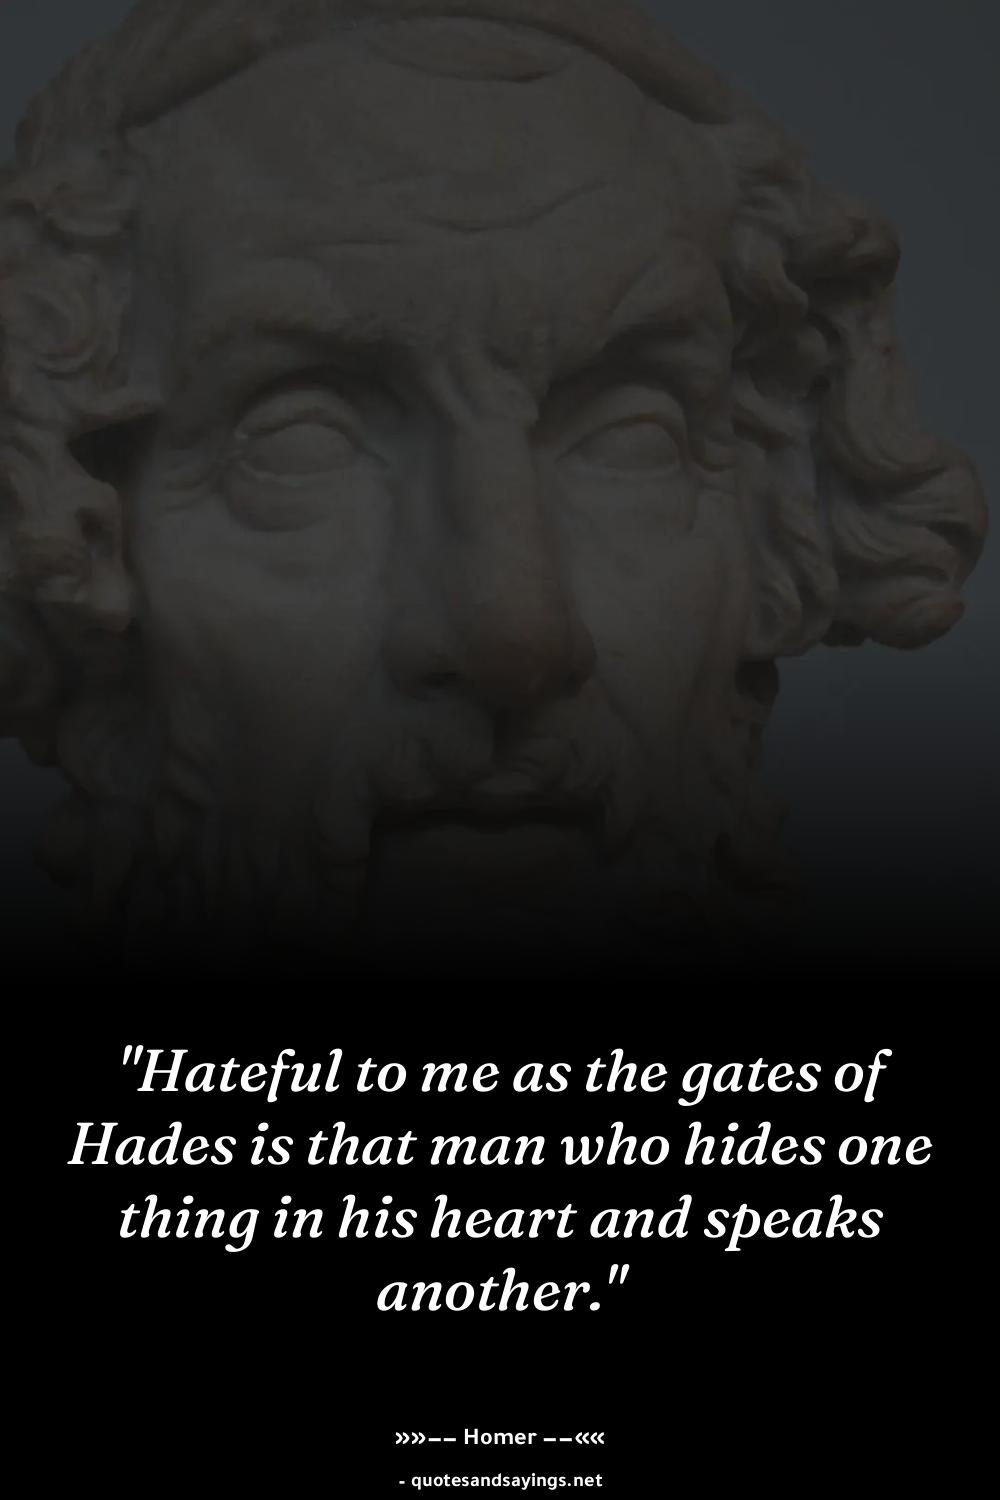 "Hateful to me as the gates of
Hades is that man who hides one
thing in his heart and speaks
another."
»»–– Homer ––««
- quotesandsayings.net